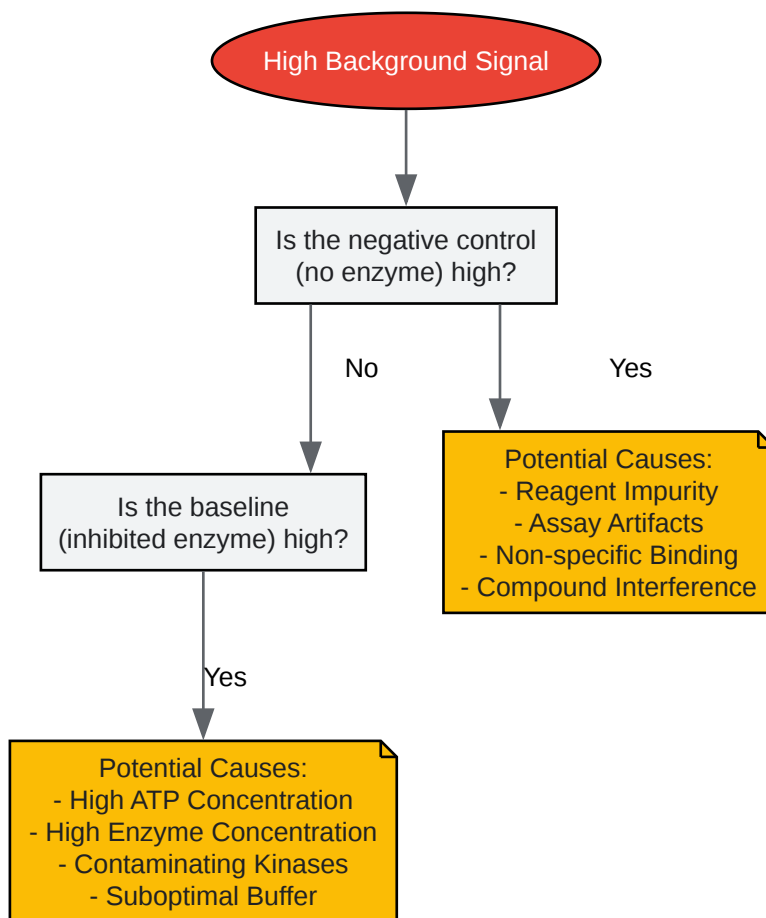 High Background Signal
Is the negative control
(no enzyme) high?
No
Yes
Potential Causes:
- Reagent Impurity
- Assay Artifacts
- Non-specific Binding
- Compound Interference
Is the baseline
(inhibited enzyme) high?
Yes
Potential Causes:
- High ATP Concentration
- High Enzyme Concentration
- Contaminating Kinases
- Suboptimal Buffer